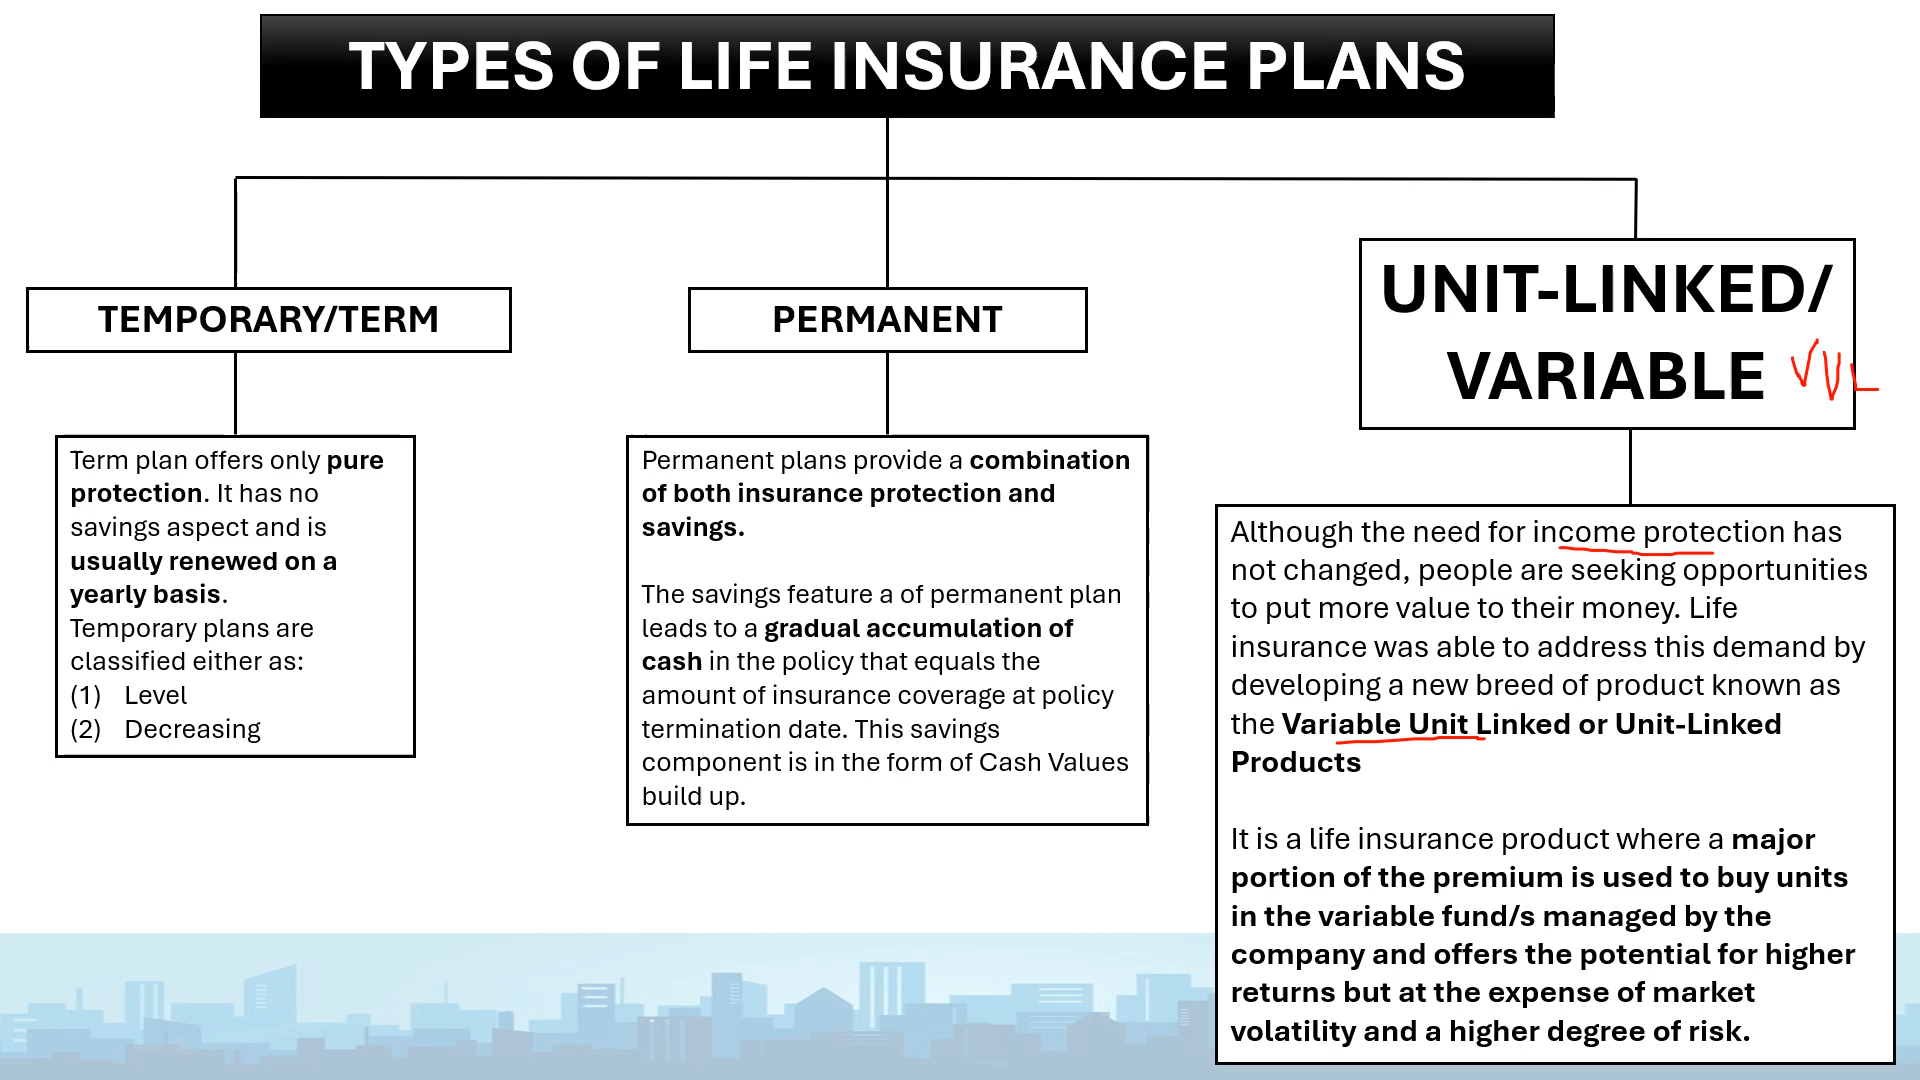 TYPES OF LIFE INSURANCE PLANS
TEMPORARY/TERM
Term plan offers only pure
protection. It has no
savings aspect and is
usually renewed on a
yearly basis.
Temporary plans are
classified either as:
(1) Level
(2) Decreasing
PERMANENT
Permanent plans provide a combination
of both insurance protection and
savings.
The savings feature a of permanent plan
leads to a gradual accumulation of
cash in the policy that equals the
amount of insurance coverage at policy
termination date. This savings
component is in the form of Cash Values
build up.
UNIT-LINKED/
VARIABLE VUL
Although the need for income protection has
not changed, people are seeking opportunities
to put more value to their money. Life
insurance was able to address this demand by
developing a new breed of product known as
the Variable Unit Linked or Unit-Linked
Products
It is a life insurance product where a major
portion of the premium is used to buy units
in the variable fund/s managed by the
company and offers the potential for higher
returns but at the expense of market
volatility and a higher degree of risk.